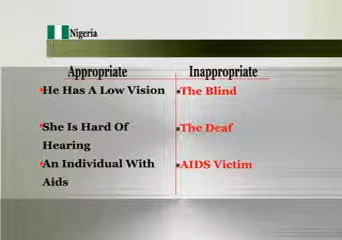 Nigeria
Appropriate Inappropriate
He Has A Low Vision The Blind
She Is Hard Of The Deaf
Hearing
An Individual With AIDS Victim
Aids